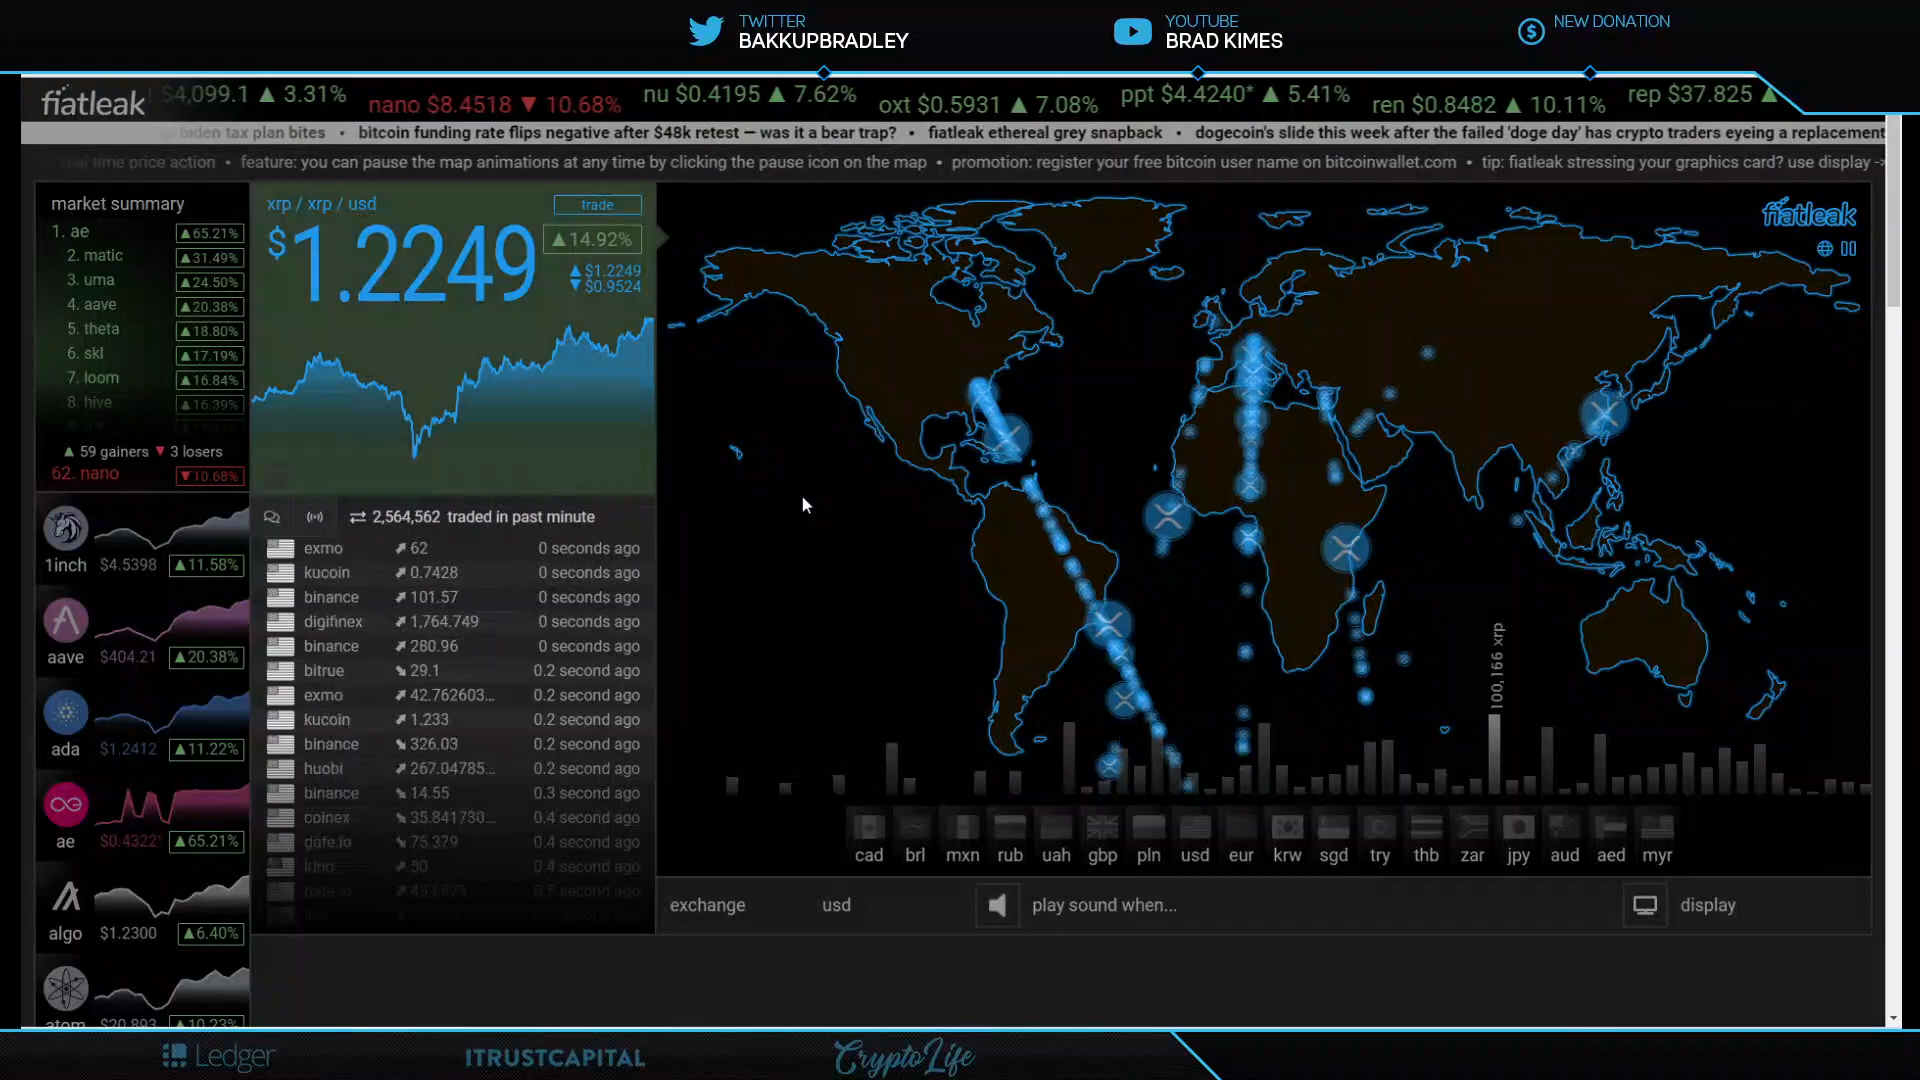 TWITTER
BAKKUPBRADLEY
YOUTUBE
BRAD KIMES
NEW DONATION
fiatleak
$4,099.1 ▲ 3.31%
nano $8.4518 ▼ 10.68%
nu $0.4195 ▲ 7.62%
oxt $0.5931 ▲ 7.08%
ppt $4.4240* ▲ 5.41%
ren $0.8482 ▲ 10.11%
rep $37.825 ▲
biden tax plan bites • bitcoin funding rate flips negative after $48k retest — was it a bear trap? • fiatleak ethereal grey snapback • dogecoin's slide this week after the failed 'doge day' has crypto traders eyeing a replacement
real time price action • feature: you can pause the map animations at any time by clicking the pause icon on the map • promotion: register your free bitcoin user name on bitcoinwallet.com • tip: fiatleak stressing your graphics card? use display ->
market summary
1. ae ▲65.21%
2. matic ▲31.49%
3. uma ▲24.50%
4. aave ▲20.38%
5. theta ▲18.80%
6. skl ▲17.19%
7. loom ▲16.84%
8. hive ▲16.39%
▲ 59 gainers ▼ 3 losers
62. nano ▼10.68%
1inch $4.5398 ▲11.58%
aave $404.21 ▲20.38%
ada $1.2412 ▲11.22%
ae $0.4322* ▲65.21%
algo $1.2300 ▲6.40%
atom $20.893 ▲10.23%
xrp / xrp / usd
trade
$1.2249
▲14.92%
▲$1.2249
▼$0.9524
2,564,562 traded in past minute
exmo 62 0 seconds ago
kucoin 0.7428 0 seconds ago
binance 101.57 0 seconds ago
digifinex 1,764.749 0 seconds ago
binance 280.96 0 seconds ago
bitrue 29.1 0.2 second ago
exmo 42.762603... 0.2 second ago
kucoin 1.233 0.2 second ago
binance 326.03 0.2 second ago
huobi 267.04785... 0.2 second ago
binance 14.55 0.3 second ago
coinex 35.841730... 0.4 second ago
gate.io 75.379 0.4 second ago
0.4 second ago
fiatleak
100,166 xrp
cad brl mxn rub uah gbp pln usd eur krw sgd try thb zar jpy aud aed myr
exchange usd play sound when... display
Ledger
ITRUSTCAPITAL
CryptoLife